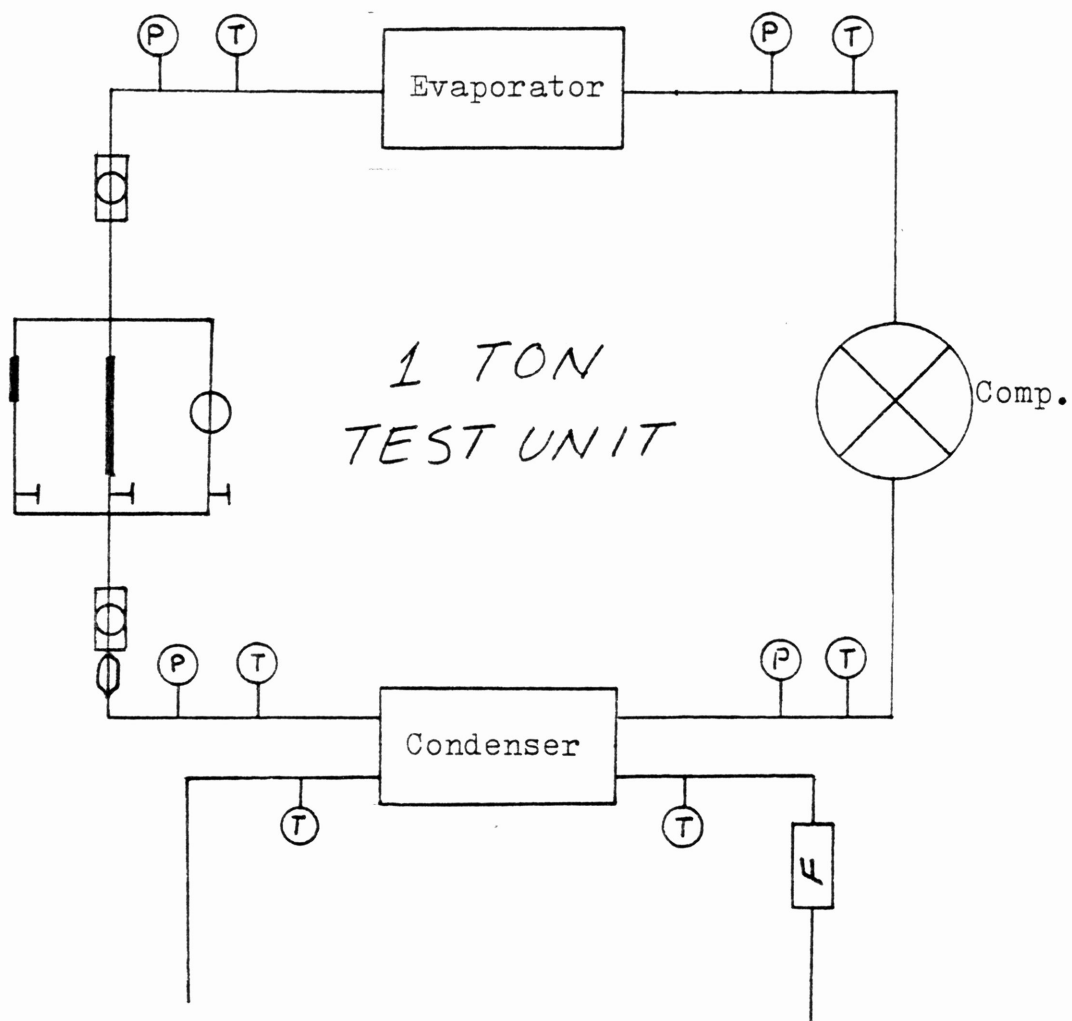 P T P T
Evaporator
1 TON
TEST UNIT
Comp.
P T P T
Condenser
T T
F